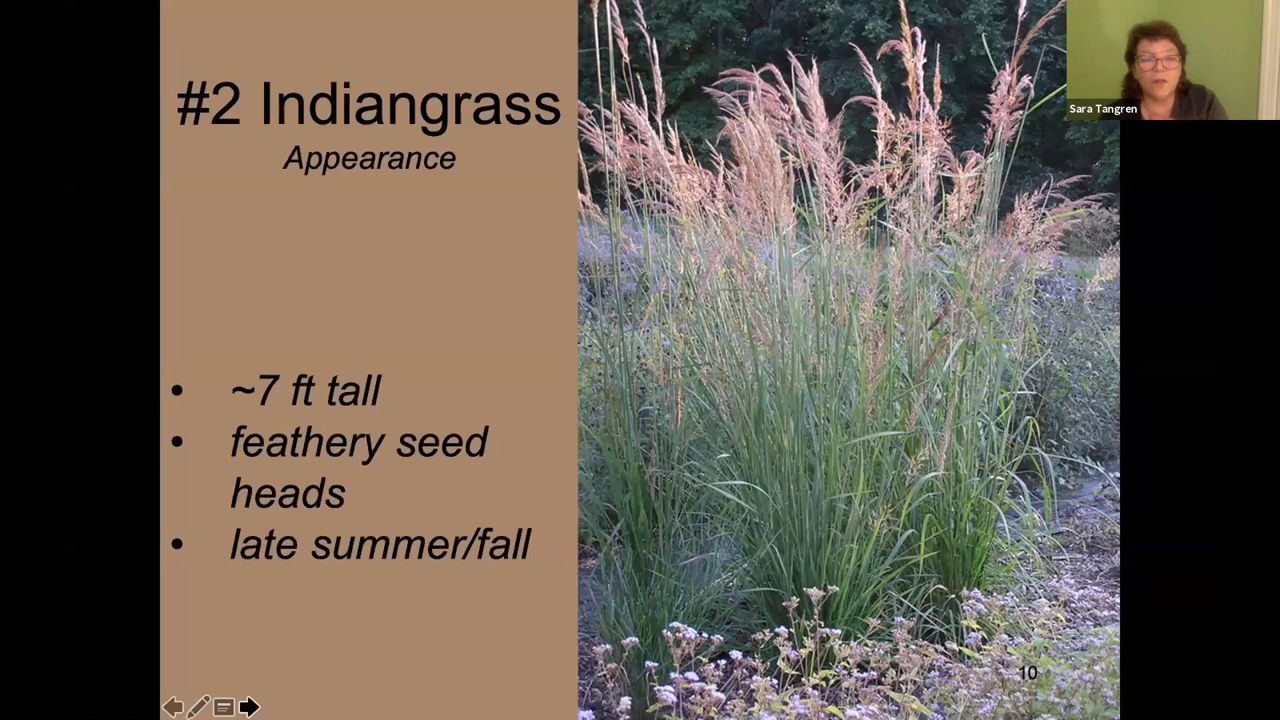 #2 Indiangrass
Appearance
• ~7 ft tall
• feathery seed
heads
• late summer/fall
10
Sara Tangren